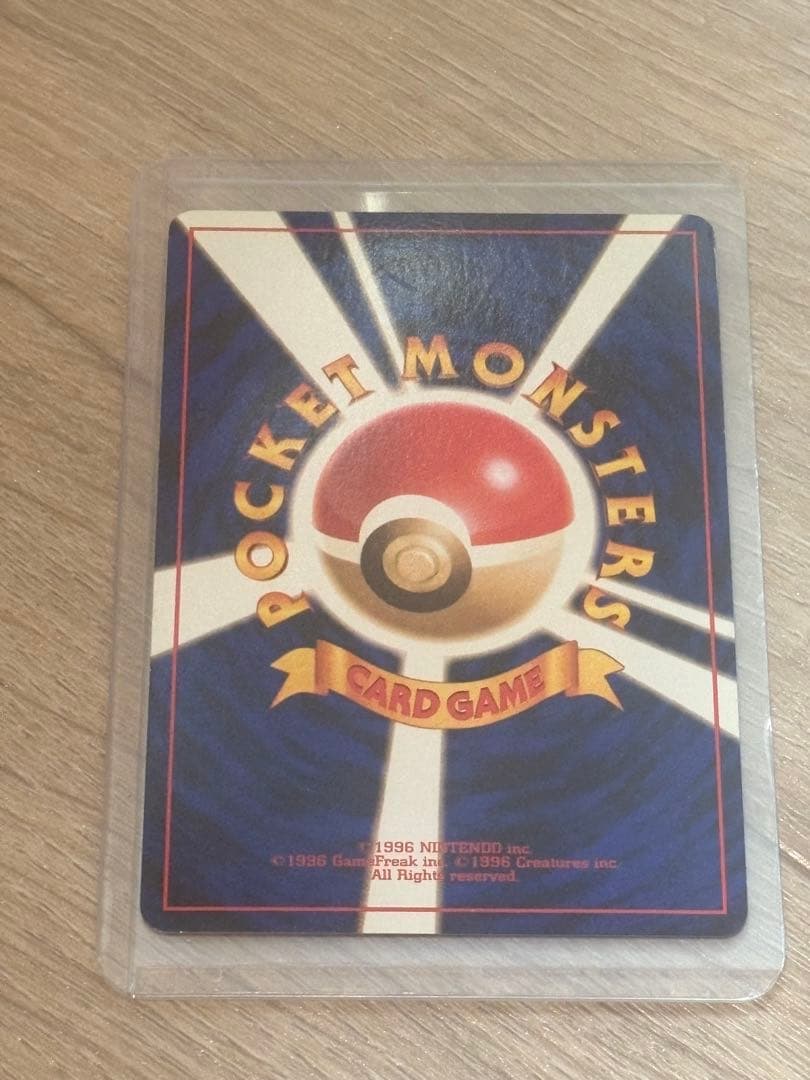 POCKET MONSTERS
CARD GAME
©1996 NINTENDO inc.
©1996 GameFreak inc. ©1996 Creatures inc.
All Rights reserved.